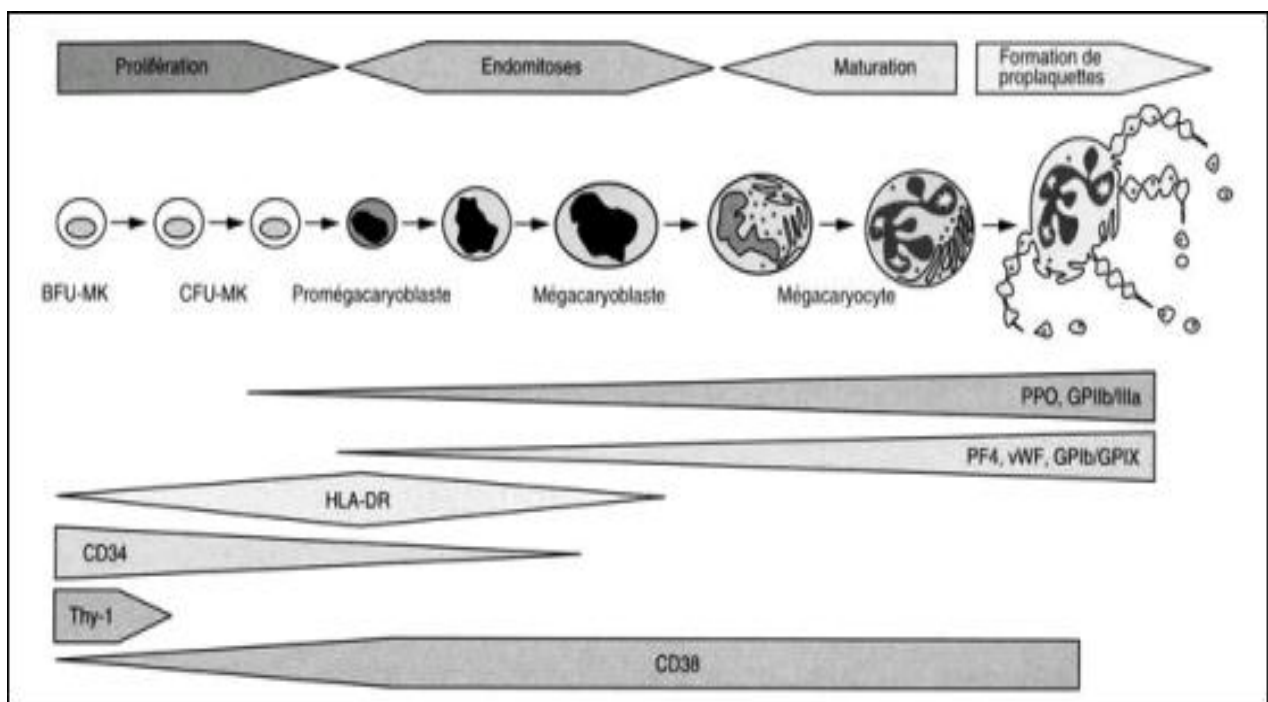 Prolifération
Endomitoses
Maturation
Formation de
proplaquettes
BFU-MK
CFU-MK
Promégacaryoblaste
Mégacaryoblaste
Mégacaryocyte
PPO, GPIIb/IIIa
PF4, vWF, GPIb/GPIX
HLA-DR
CD34
Thy-1
CD38